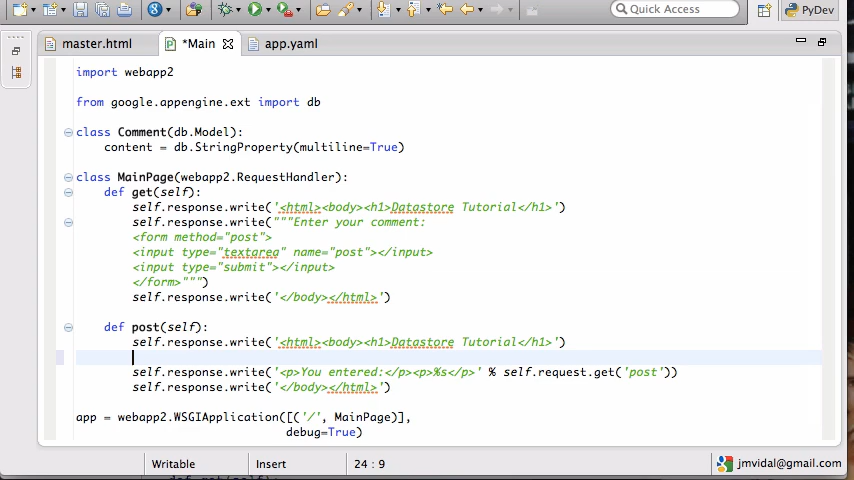 Quick Access
PyDev
master.html
*Main
app.yaml
import webapp2
from google.appengine.ext import db
class Comment(db.Model):
content = db.StringProperty(multiline=True)
class MainPage(webapp2.RequestHandler):
def get(self):
self.response.write('<html><body><h1>Datastore Tutorial</h1>')
self.response.write("""Enter your comment:
<form method="post">
<input type="textarea" name="post"></input>
<input type="submit"></input>
</form>""")
self.response.write('</body></html>')
def post(self):
self.response.write('<html><body><h1>Datastore Tutorial</h1>')
self.response.write('<p>You entered:</p><p>%s</p>' % self.request.get('post'))
self.response.write('</body></html>')
app = webapp2.WSGIApplication([('/', MainPage)],
debug=True)
Writable
Insert
24 : 9
jmvidal@gmail.com